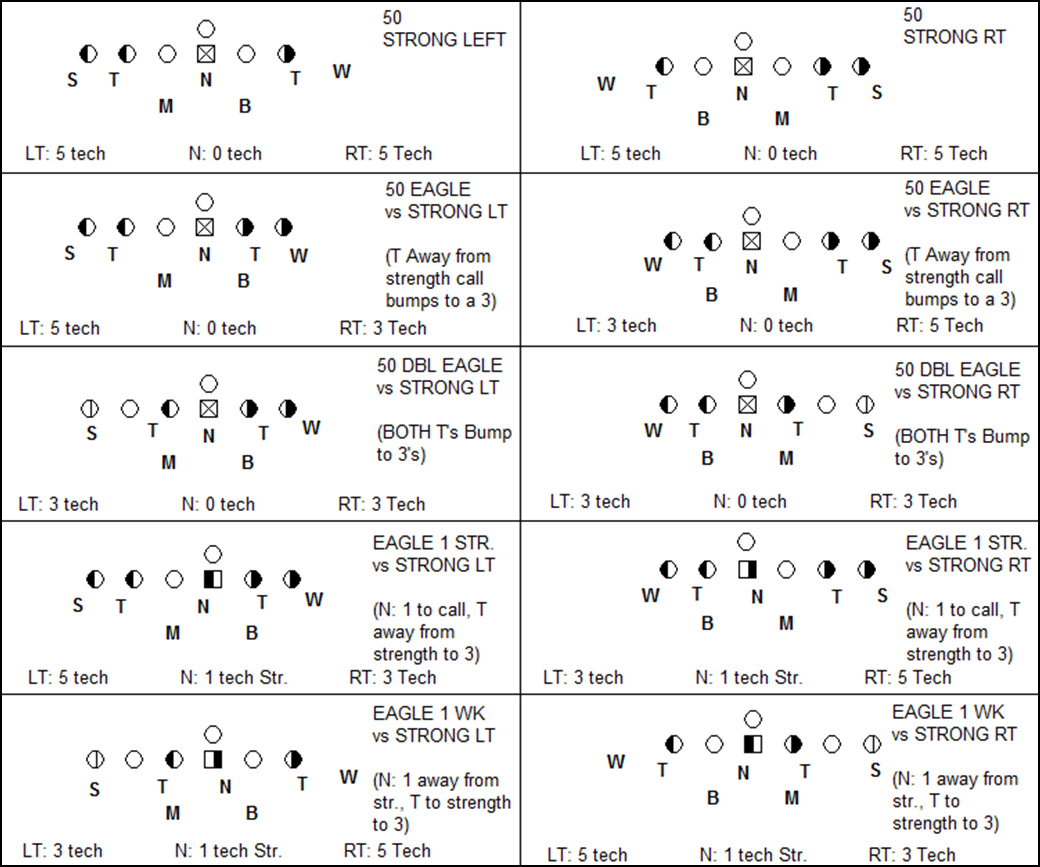 50
STRONG LEFT
S T N T W
M B
LT: 5 tech N: 0 tech RT: 5 Tech
50
STRONG RT
W T N T S
B M
LT: 5 tech N: 0 tech RT: 5 Tech
50 EAGLE
vs STRONG LT
(T Away from
strength call
bumps to a 3)
S T N T W
M B
LT: 5 tech N: 0 tech RT: 3 Tech
50 EAGLE
vs STRONG RT
(T Away from
strength call
bumps to a 3)
W T N T S
B M
LT: 3 tech N: 0 tech RT: 5 Tech
50 DBL EAGLE
vs STRONG LT
(BOTH T's Bump
to 3's)
S T N T W
M B
LT: 3 tech N: 0 tech RT: 3 Tech
50 DBL EAGLE
vs STRONG RT
(BOTH T's Bump
to 3's)
W T N T S
B M
LT: 3 tech N: 0 tech RT: 3 Tech
EAGLE 1 STR.
vs STRONG LT
(N: 1 to call, T
away from
strength to 3)
S T N T W
M B
LT: 5 tech N: 1 tech Str. RT: 3 Tech
EAGLE 1 STR.
vs STRONG RT
(N: 1 to call, T
away from
strength to 3)
W T N T S
B M
LT: 3 tech N: 1 tech Str. RT: 5 Tech
EAGLE 1 WK
vs STRONG LT
(N: 1 away from
str., T to strength
to 3)
S T N T W
M B
LT: 3 tech N: 1 tech Str. RT: 5 Tech
EAGLE 1 WK
vs STRONG RT
(N: 1 away from
str., T to
strength to 3)
W T N T S
B M
LT: 5 tech N: 1 tech Str. RT: 3 Tech